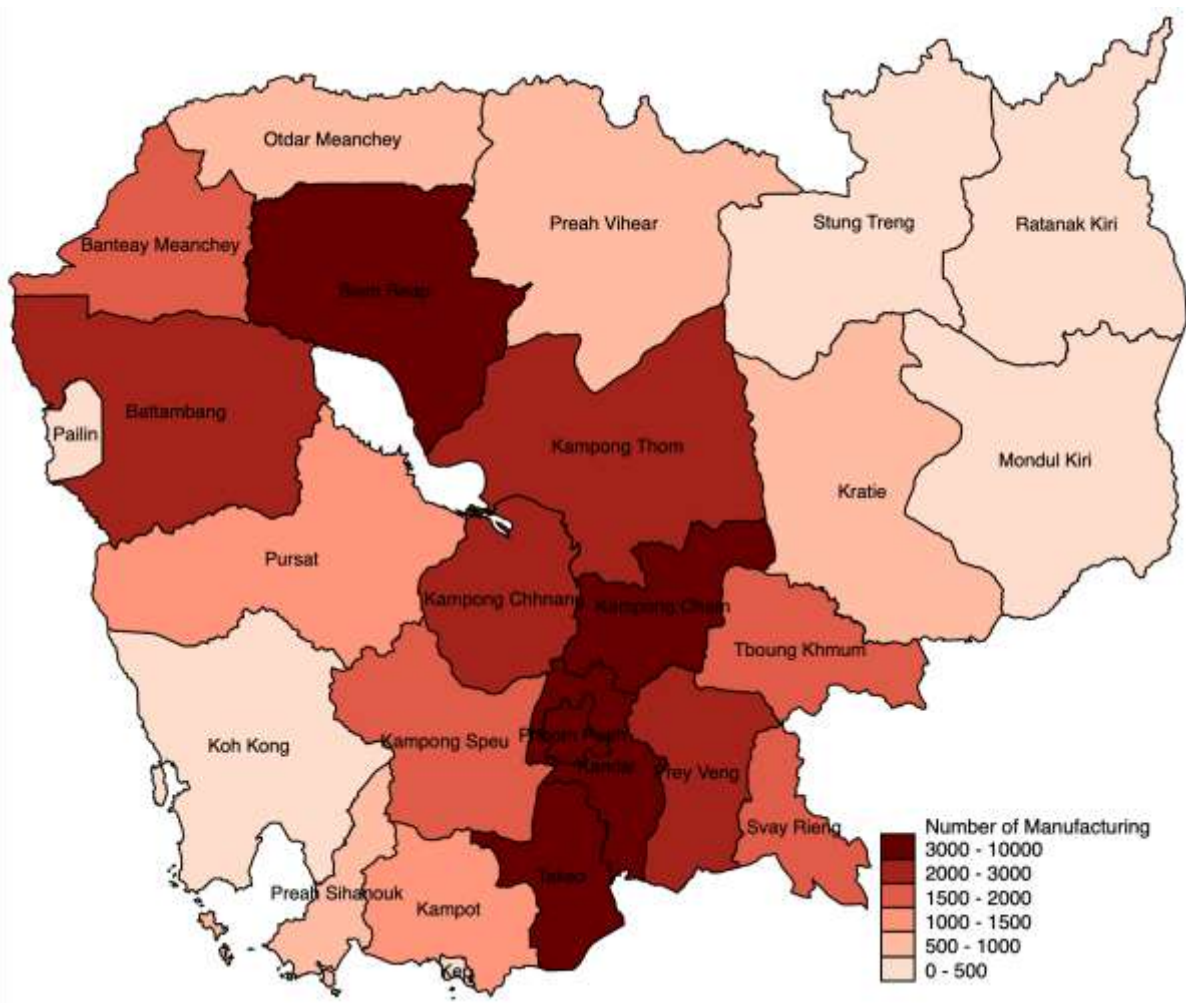 Otdar Meanchey
Banteay Meanchey
Preah Vihear
Stung Treng
Ratanak Kiri
Siem Reap
Battambang
Pailin
Kampong Thom
Mondul Kiri
Kratie
Pursat
Kampong Chhnang
Kampong Cham
Tboung Khmum
Koh Kong
Kampong Speu
Phnom Penh
Kandal
Prey Veng
Svay Rieng
Takeo
Preah Sihanouk
Kampot
Kep
Number of Manufacturing
3000 - 10000
2000 - 3000
1500 - 2000
1000 - 1500
500 - 1000
0 - 500